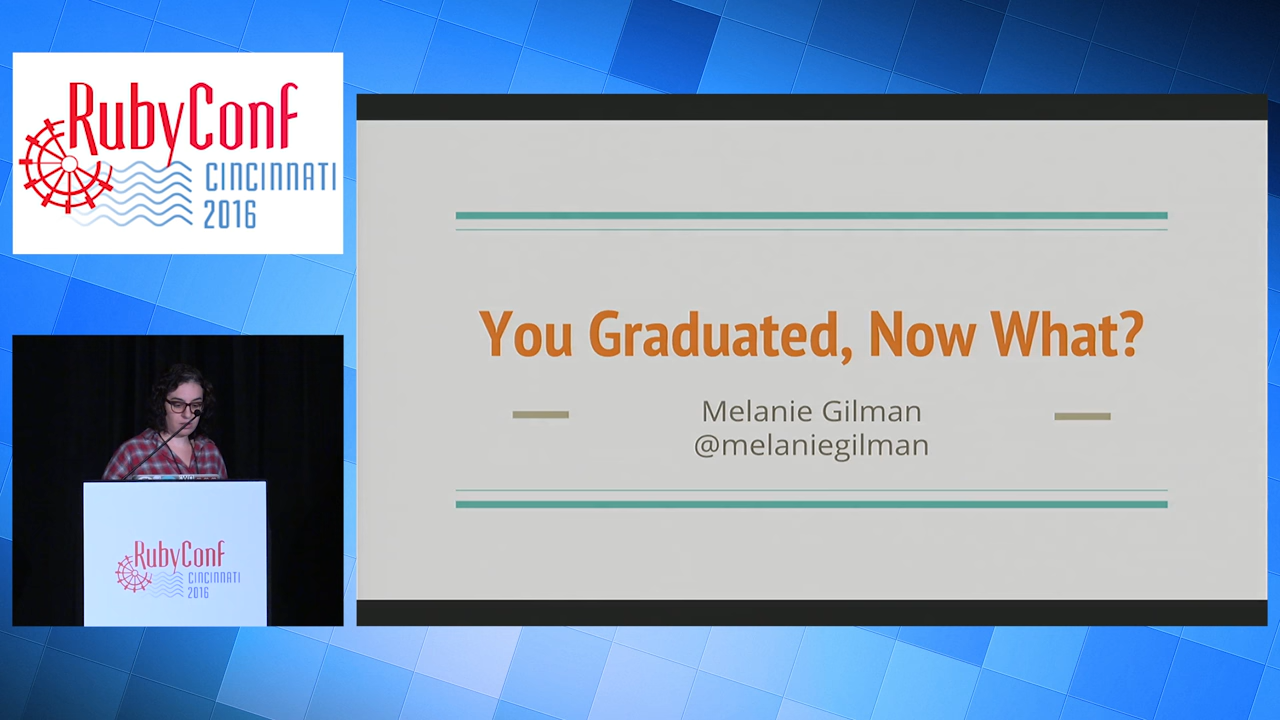 RubyConf
CINCINNATI
2016
You Graduated, Now What?
Melanie Gilman
@melaniegilman
RubyConf
CINCINNATI
2016